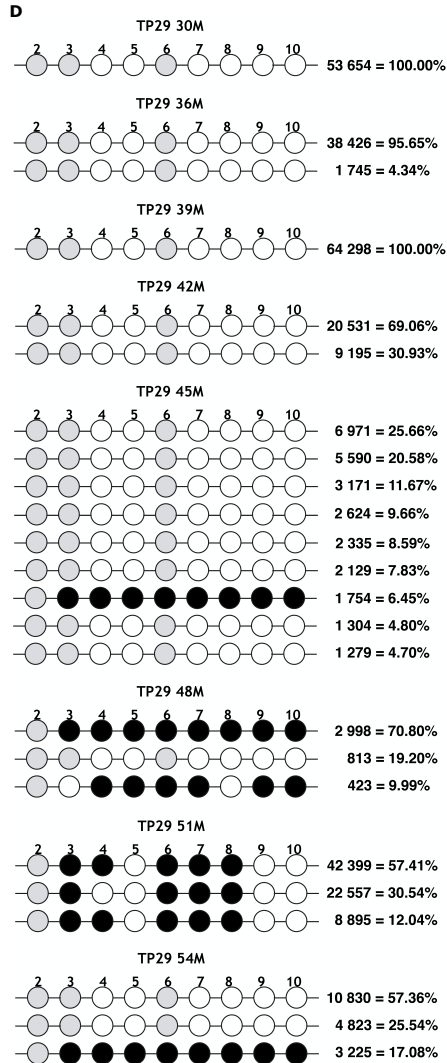 D
TP29 30M
2 3 4 5 6 7 8 9 10
53 654 = 100.00%
TP29 36M
2 3 4 5 6 7 8 9 10
38 426 = 95.65%
1 745 = 4.34%
TP29 39M
2 3 4 5 6 7 8 9 10
64 298 = 100.00%
TP29 42M
2 3 4 5 6 7 8 9 10
20 531 = 69.06%
9 195 = 30.93%
TP29 45M
2 3 4 5 6 7 8 9 10
6 971 = 25.66%
5 590 = 20.58%
3 171 = 11.67%
2 624 = 9.66%
2 335 = 8.59%
2 129 = 7.83%
1 754 = 6.45%
1 304 = 4.80%
1 279 = 4.70%
TP29 48M
2 3 4 5 6 7 8 9 10
2 998 = 70.80%
813 = 19.20%
423 = 9.99%
TP29 51M
2 3 4 5 6 7 8 9 10
42 399 = 57.41%
22 557 = 30.54%
8 895 = 12.04%
TP29 54M
2 3 4 5 6 7 8 9 10
10 830 = 57.36%
4 823 = 25.54%
3 225 = 17.08%